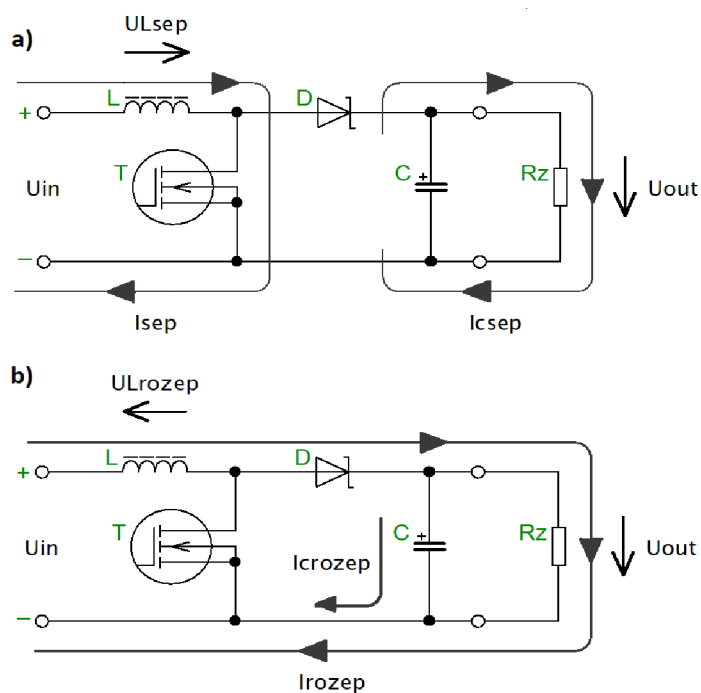 ULsep
a)
L
D
+
T
C
+
Rz
Uin
Uout
−
Isep
Icsep
b)
ULrozep
L
D
+
T
C
+
Rz
Uin
Icrozep
Uout
−
Irozep